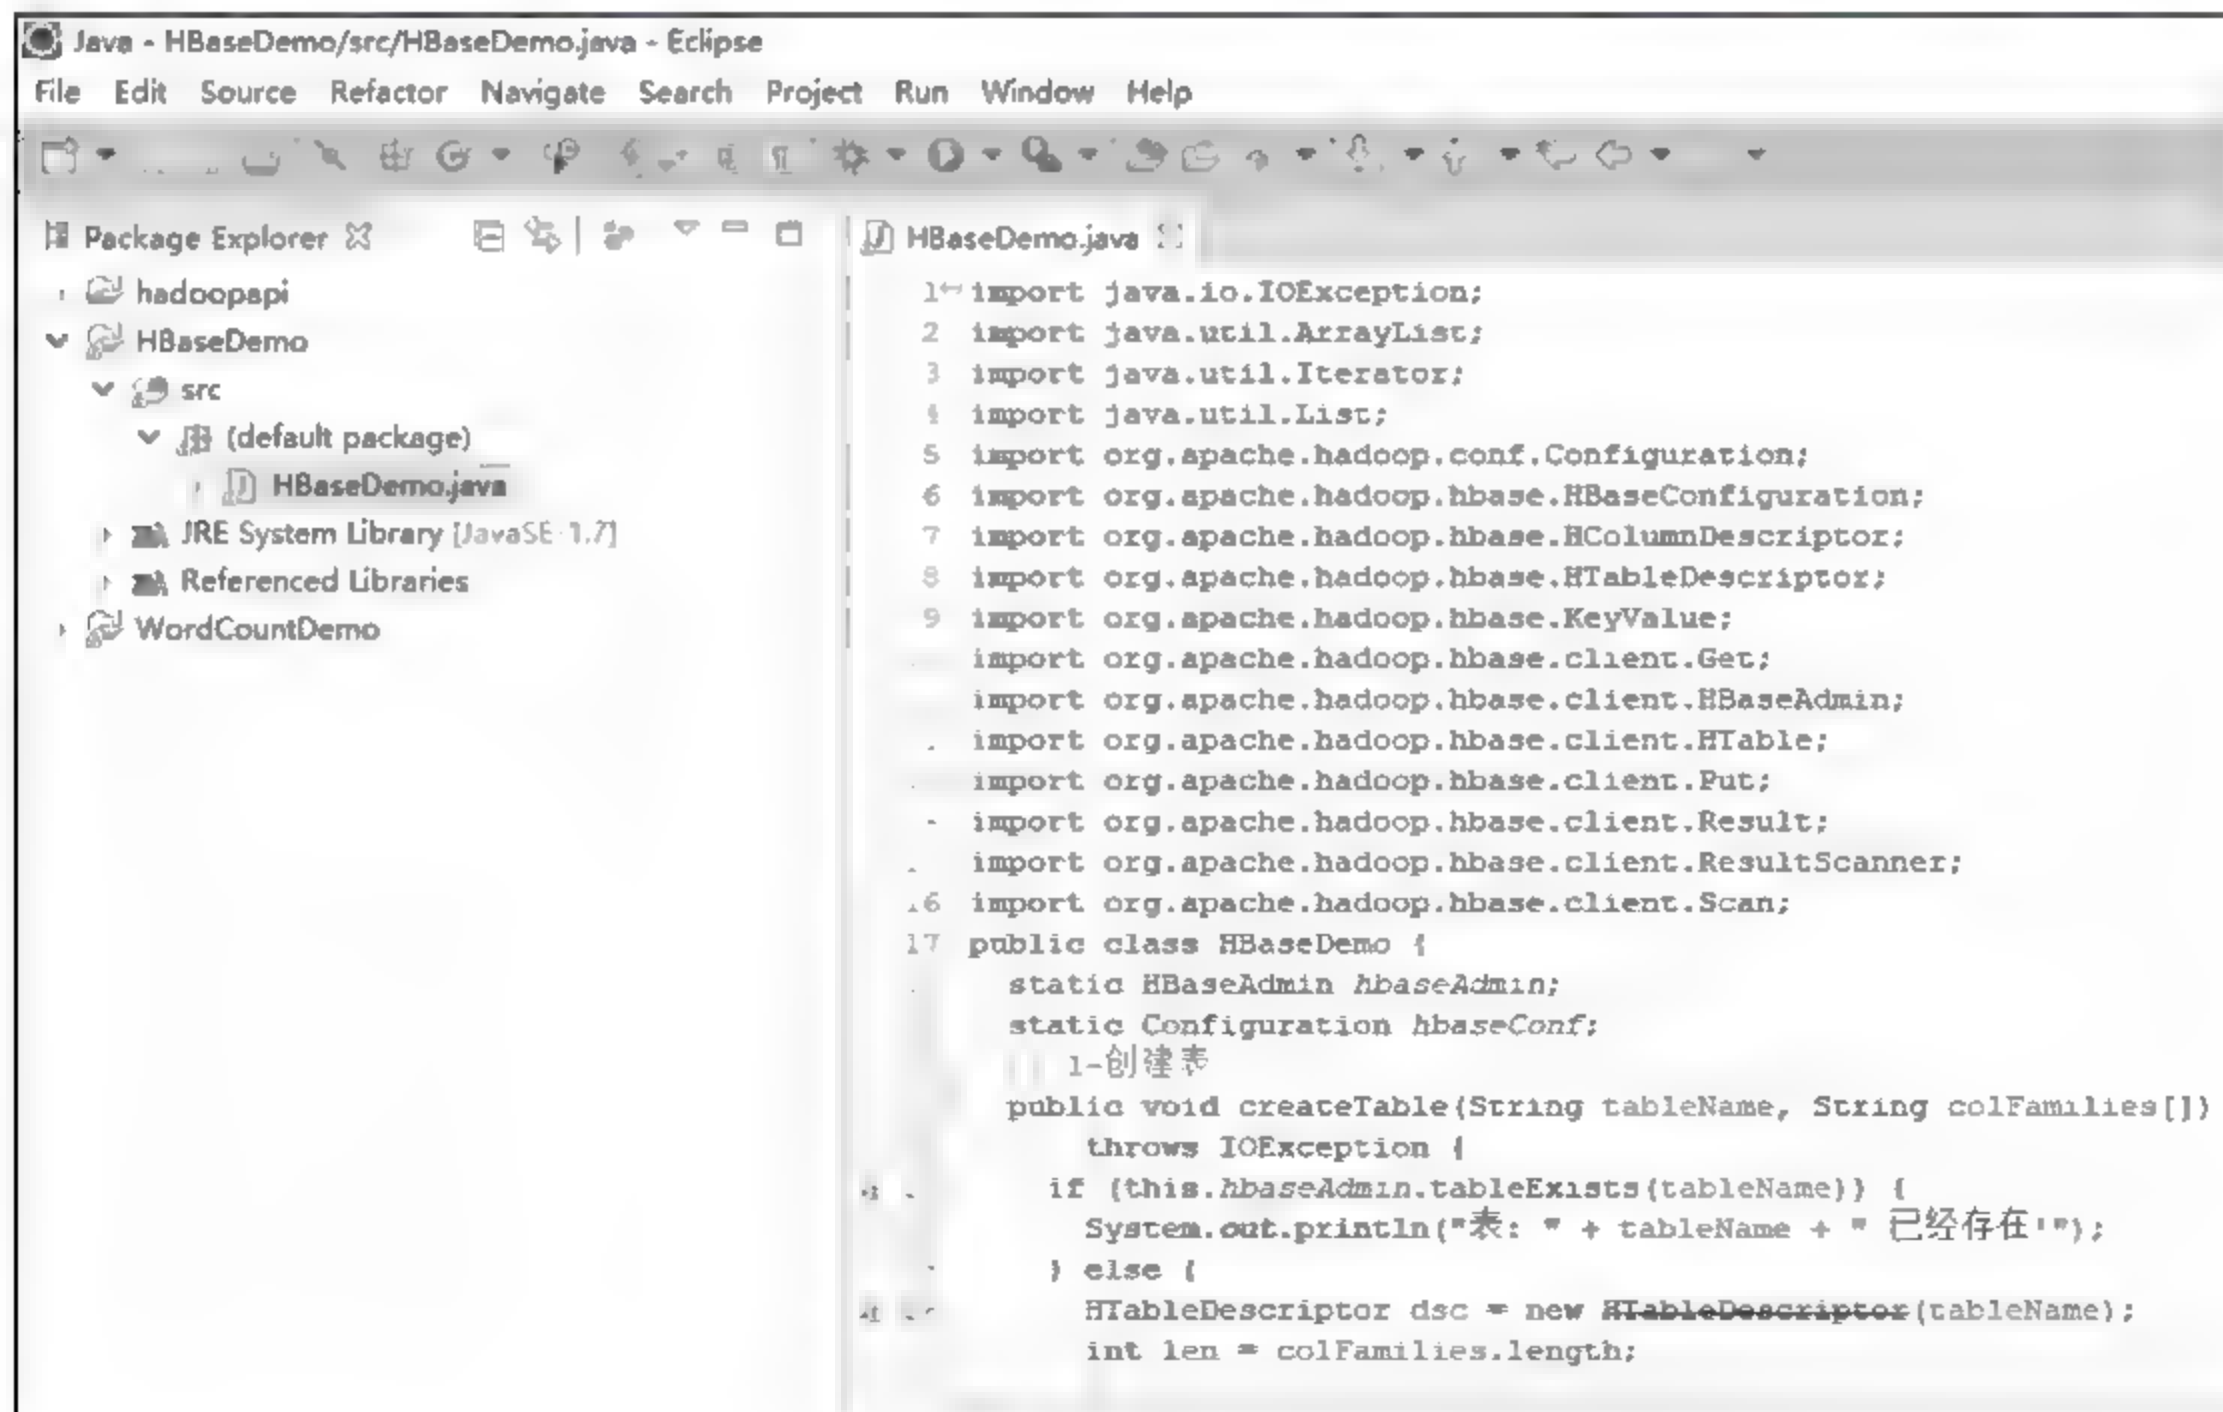 Java - HBaseDemo/src/HBaseDemo.java - Eclipse
File Edit Source Refactor Navigate Search Project Run Window Help
Package Explorer
hadoopapi
HBaseDemo
src
(default package)
HBaseDemo.java
JRE System Library [JavaSE-1.7]
Referenced Libraries
WordCountDemo
HBaseDemo.java
1 import java.io.IOException;
2 import java.util.ArrayList;
3 import java.util.Iterator;
4 import java.util.List;
5 import org.apache.hadoop.conf.Configuration;
6 import org.apache.hadoop.hbase.HBaseConfiguration;
7 import org.apache.hadoop.hbase.HColumnDescriptor;
8 import org.apache.hadoop.hbase.HTableDescriptor;
9 import org.apache.hadoop.hbase.KeyValue;
import org.apache.hadoop.hbase.client.Get;
import org.apache.hadoop.hbase.client.HBaseAdmin;
import org.apache.hadoop.hbase.client.HTable;
import org.apache.hadoop.hbase.client.Put;
import org.apache.hadoop.hbase.client.Result;
import org.apache.hadoop.hbase.client.ResultScanner;
16 import org.apache.hadoop.hbase.client.Scan;
17 public class HBaseDemo {
static HBaseAdmin hbaseAdmin;
static Configuration hbaseConf;
1-创建表
public void createTable(String tableName, String colFamilies[])
throws IOException {
if (this.hbaseAdmin.tableExists(tableName)) {
System.out.println("表: " + tableName + " 已经存在!");
} else {
HTableDescriptor dsc = new HTableDescriptor(tableName);
int len = colFamilies.length;